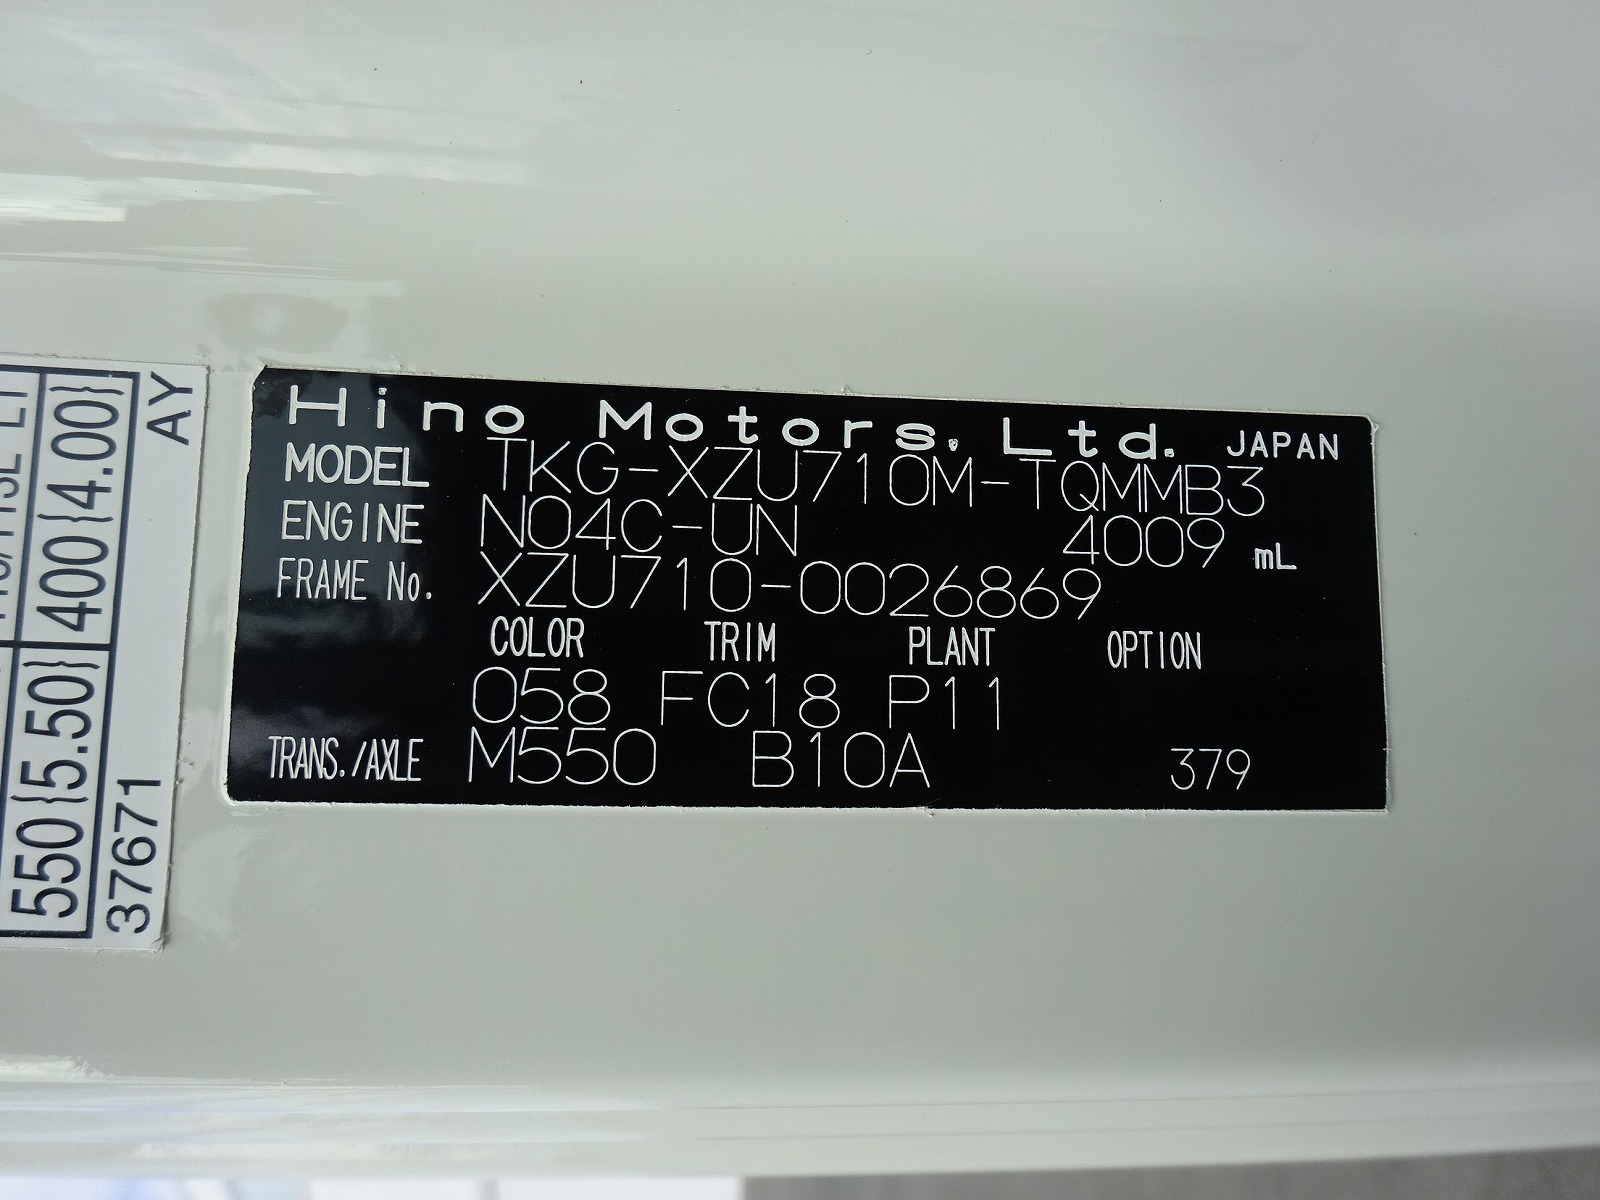 Hino Motors, Ltd. JAPAN
MODEL TKG-XZU710M-TQMMB3
ENGINE N04C-UN 4009 mL
FRAME No. XZU710-0026869
COLOR TRIM PLANT OPTION
058 FC18 P11
TRANS./AXLE M550 B10A 379
550 5.50 400 4.00
37671 AY